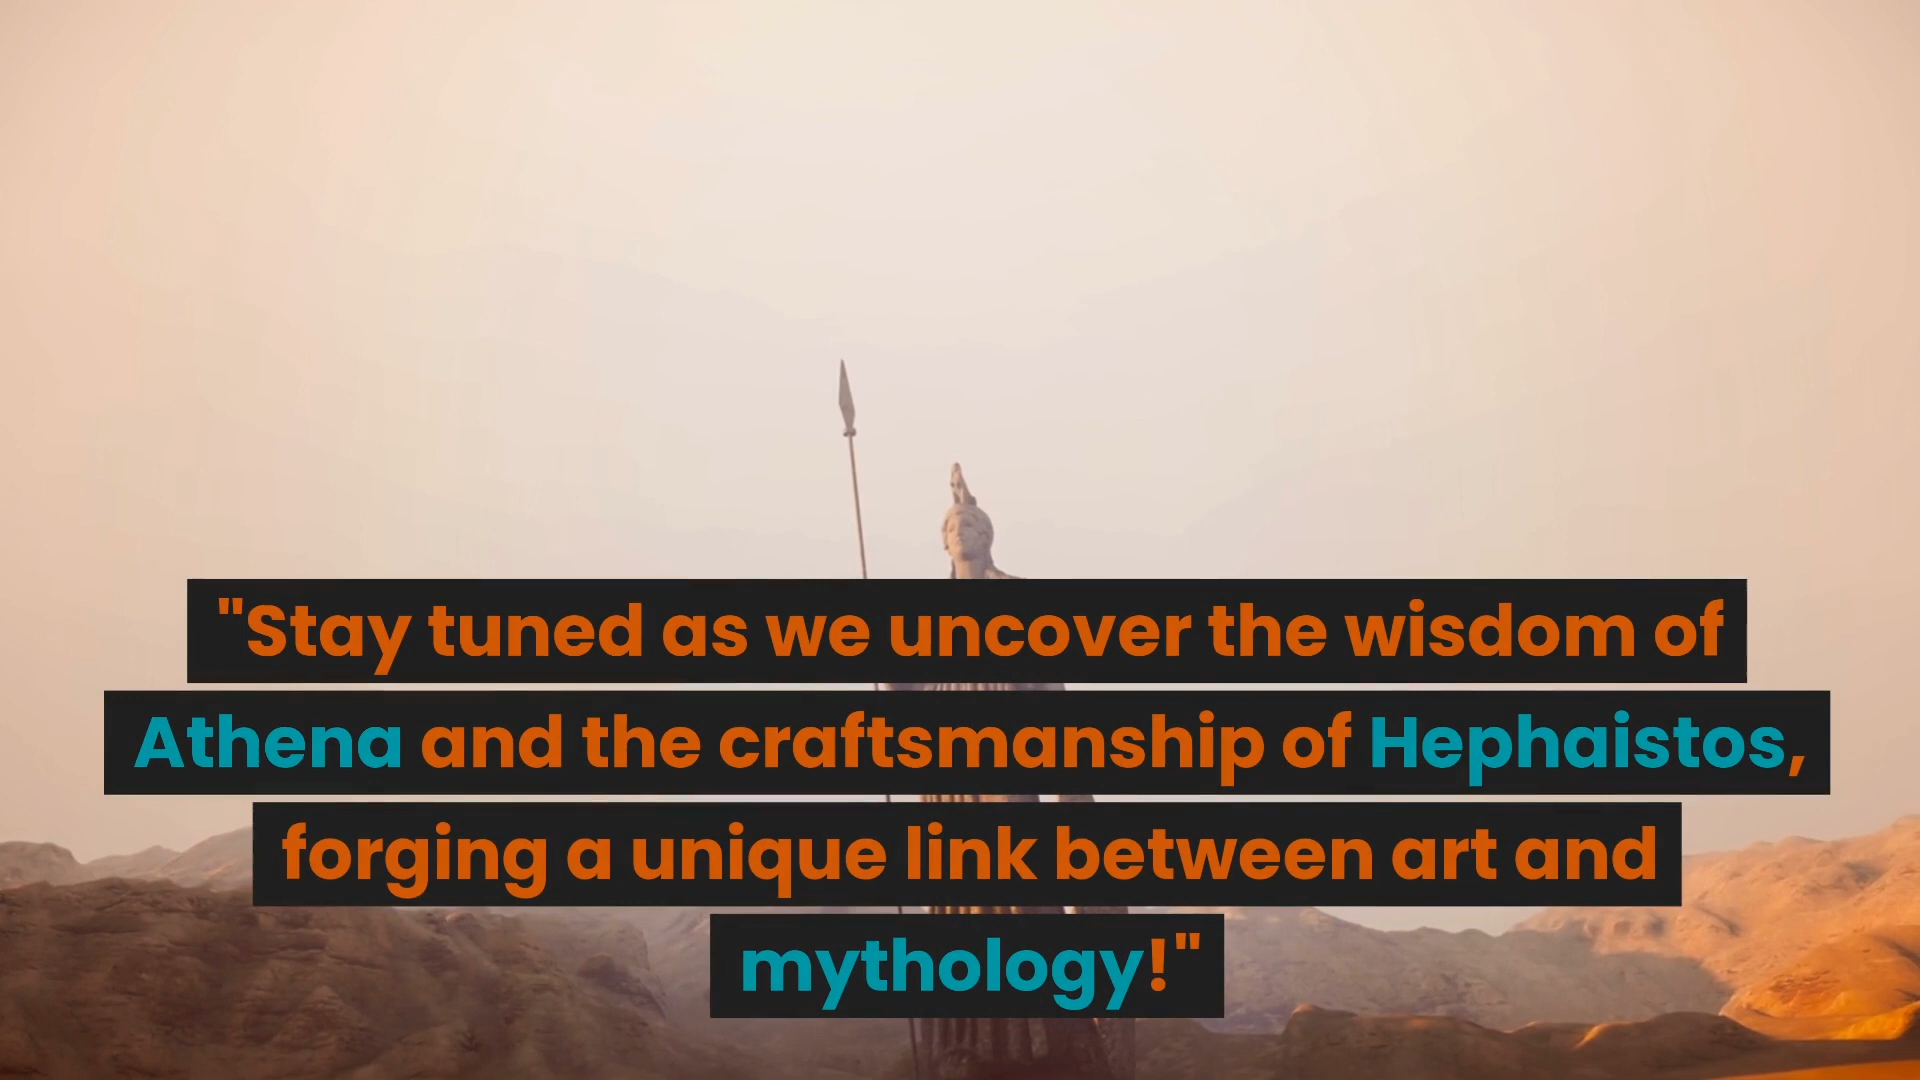 "Stay tuned as we uncover the wisdom of
Athena and the craftsmanship of Hephaistos,
forging a unique link between art and
mythology!"